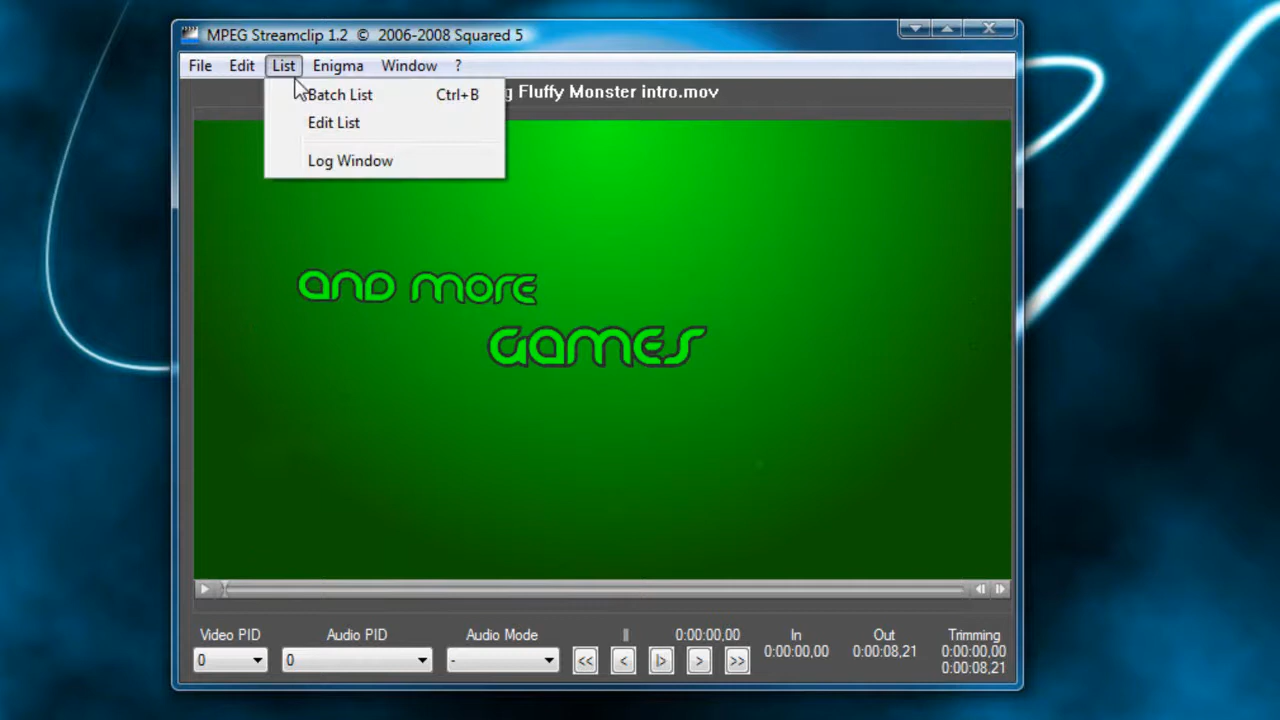 MPEG Streamclip 1.2 © 2006-2008 Squared 5
File Edit List Enigma Window ?
g Fluffy Monster intro.mov
Batch List Ctrl+B
Edit List
Log Window
AND MORE
GAMES
Video PID Audio PID Audio Mode 0:00:00,00 In Out Trimming
0 0 - << < |> > >> 0:00:00,00 0:00:08,21 0:00:00,00
0:00:08,21